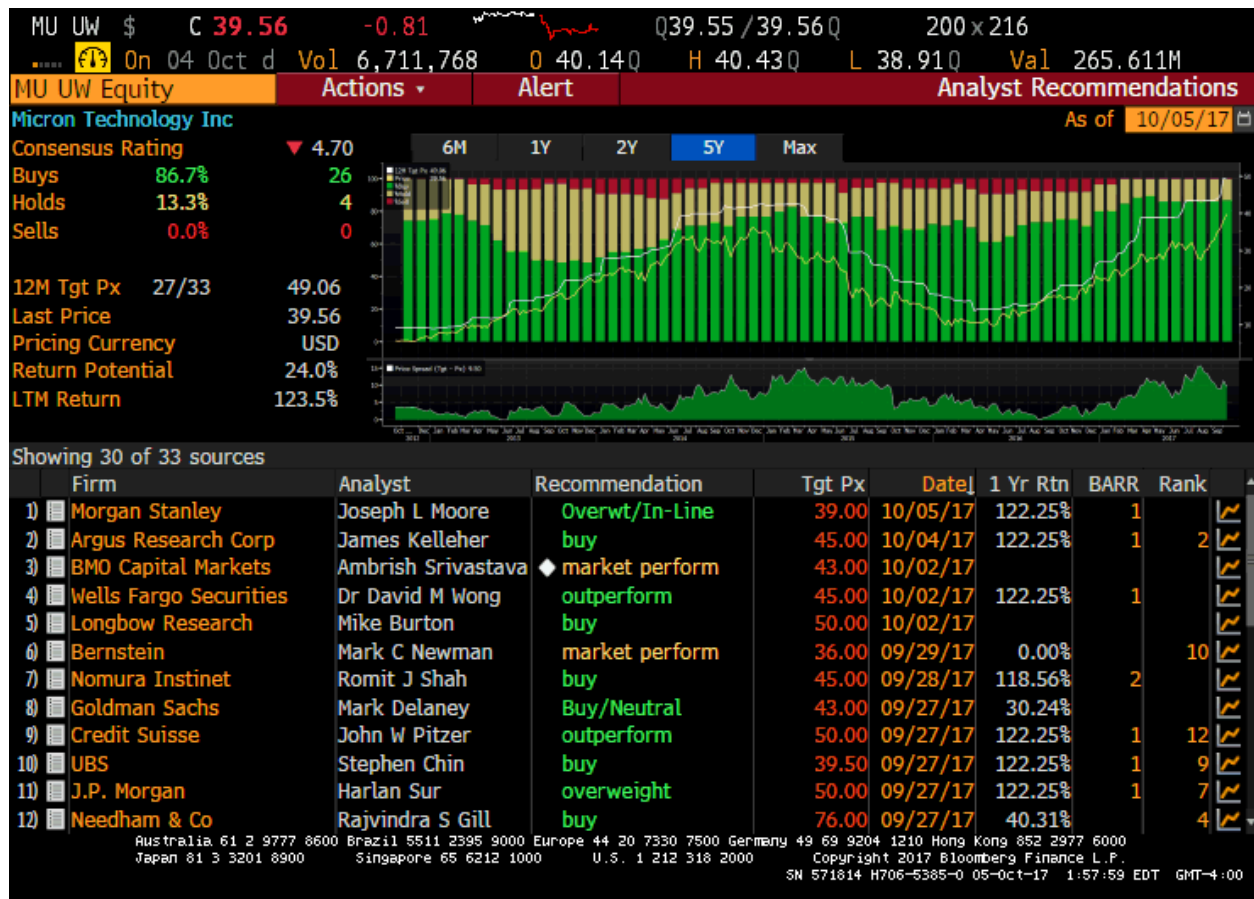 MU UW $ C 39.56 -0.81 Q39.55 /39.56Q 200 x 216
On 04 Oct d Vol 6,711,768 O 40.14Q H 40.43Q L 38.91Q Val 265.611M
MU UW Equity Actions Alert Analyst Recommendations
Micron Technology Inc As of 10/05/17
Consensus Rating ▼ 4.70 6M 1Y 2Y 5Y Max
Buys 86.7% 26
Holds 13.3% 4
Sells 0.0% 0
12M Tgt Px 27/33 49.06
Last Price 39.56
Pricing Currency USD
Return Potential 24.0%
LTM Return 123.5%
Price Spread (Tgt - Px) 9.50
2012 2013 2014 2015 2016 2017
Showing 30 of 33 sources
Firm Analyst Recommendation Tgt Px Date↓ 1 Yr Rtn BARR Rank
1) Morgan Stanley Joseph L Moore Overwt/In-Line 39.00 10/05/17 122.25% 1
2) Argus Research Corp James Kelleher buy 45.00 10/04/17 122.25% 1 2
3) BMO Capital Markets Ambrish Srivastava ◆ market perform 43.00 10/02/17
4) Wells Fargo Securities Dr David M Wong outperform 45.00 10/02/17 122.25% 1
5) Longbow Research Mike Burton buy 50.00 10/02/17
6) Bernstein Mark C Newman market perform 36.00 09/29/17 0.00% 10
7) Nomura Instinet Romit J Shah buy 45.00 09/28/17 118.56% 2
8) Goldman Sachs Mark Delaney Buy/Neutral 43.00 09/27/17 30.24%
9) Credit Suisse John W Pitzer outperform 50.00 09/27/17 122.25% 1 12
10) UBS Stephen Chin buy 39.50 09/27/17 122.25% 1 9
11) J.P. Morgan Harlan Sur overweight 50.00 09/27/17 122.25% 1 7
12) Needham & Co Rajvindra S Gill buy 76.00 09/27/17 40.31% 4
Australia 61 2 9777 8600 Brazil 5511 2395 9000 Europe 44 20 7330 7500 Germany 49 69 9204 1210 Hong Kong 852 2977 6000
Japan 81 3 3201 8900 Singapore 65 6212 1000 U.S. 1 212 318 2000 Copyright 2017 Bloomberg Finance L.P.
SN 571814 H706-5385-0 05-Oct-17 1:57:59 EDT GMT-4:00